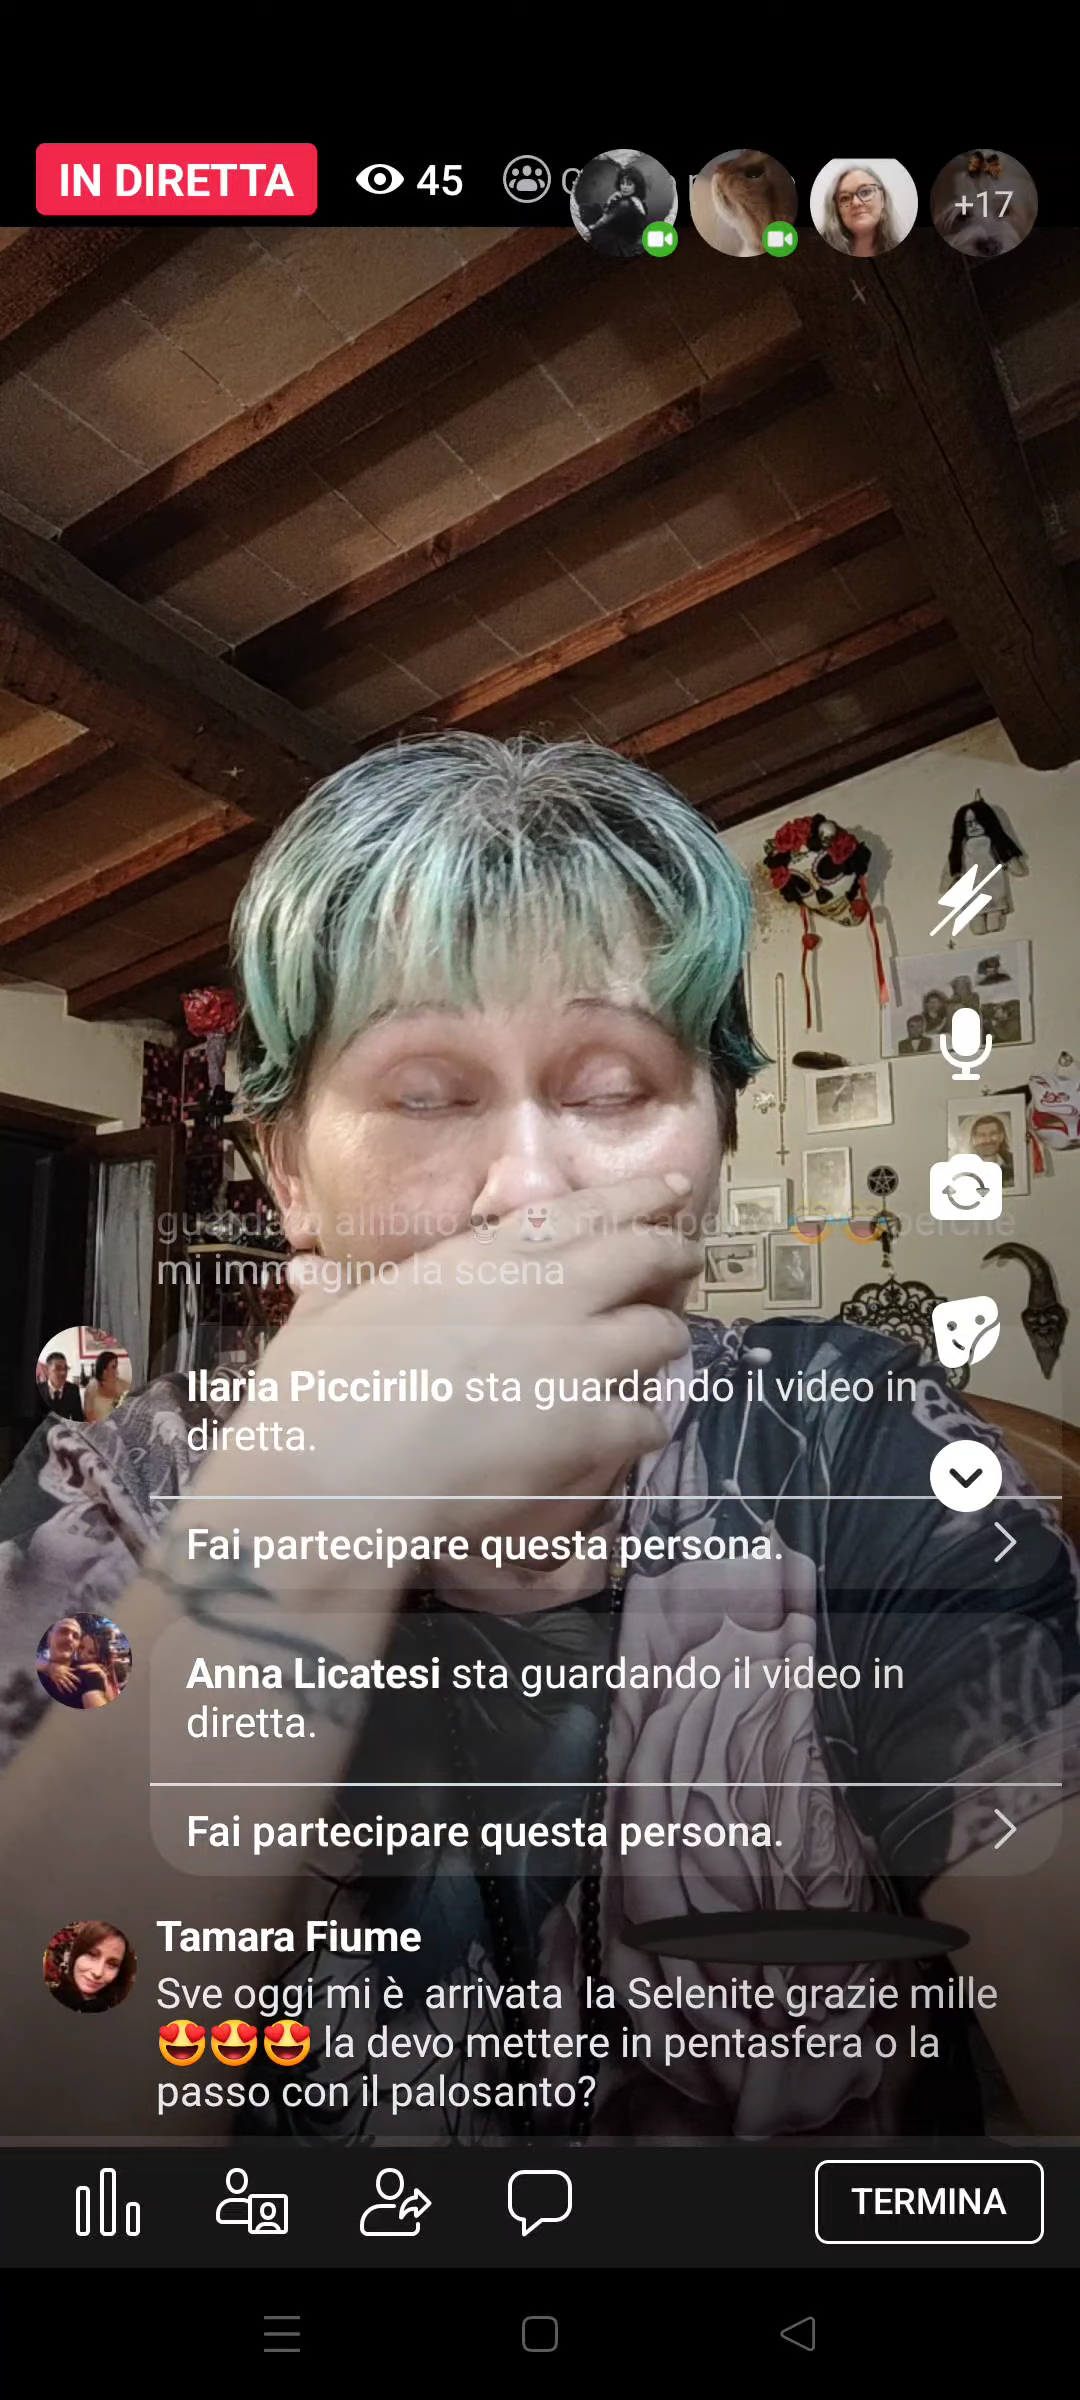 IN DIRETTA
45
+17
mi immagino la scena
Ilaria Piccirillo sta guardando il video in
diretta.
Fai partecipare questa persona.
Anna Licatesi sta guardando il video in
diretta.
Fai partecipare questa persona.
Tamara Fiume
Sve oggi mi è arrivata la Selenite grazie mille
😍😍😍 la devo mettere in pentasfera o la
passo con il palosanto?
TERMINA